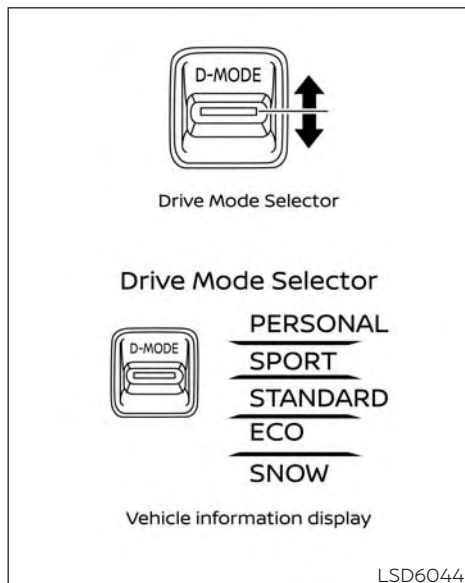 D-MODE
Drive Mode Selector
Drive Mode Selector
D-MODE
PERSONAL
SPORT
STANDARD
ECO
SNOW
Vehicle information display
LSD6044